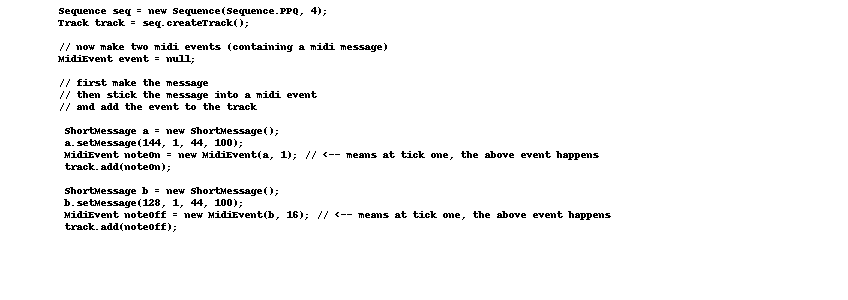 Sequence seq = new Sequence(Sequence.PPQ, 4);
Track track = seq.createTrack();
// now make two midi events (containing a midi message)
MidiEvent event = null;
// first make the message
// then stick the message into a midi event
// and add the event to the track
ShortMessage a = new ShortMessage();
a.setMessage(144, 1, 44, 100);
MidiEvent noteOn = new MidiEvent(a, 1); // <-- means at tick one, the above event happens
track.add(noteOn);
ShortMessage b = new ShortMessage();
b.setMessage(128, 1, 44, 100);
MidiEvent noteOff = new MidiEvent(b, 16); // <-- means at tick one, the above event happens
track.add(noteOff);